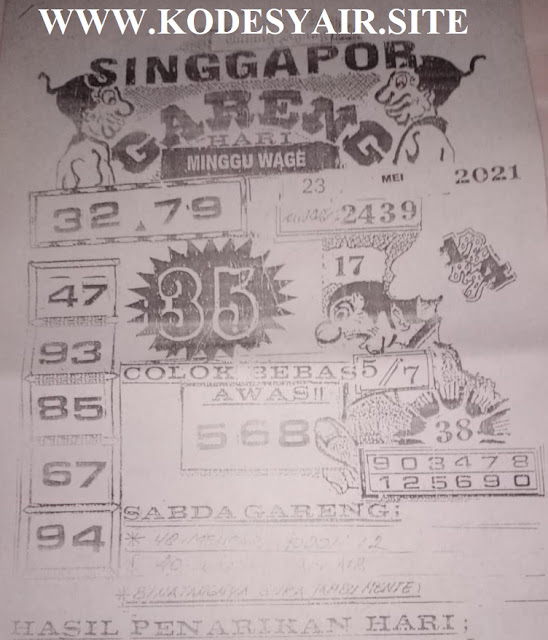 WWW.KODESYAIR.SITE
SINGGAPOR
GARENG
HARI
MINGGU WAGE
23 MEI 2021
32.79
2439
47
35
17
93
COLOK BEBAS 5/7
85
AWAS!!
568
38
67
903478
125690
94
SABDA GARENG;
HASIL PENARIKAN HARI;